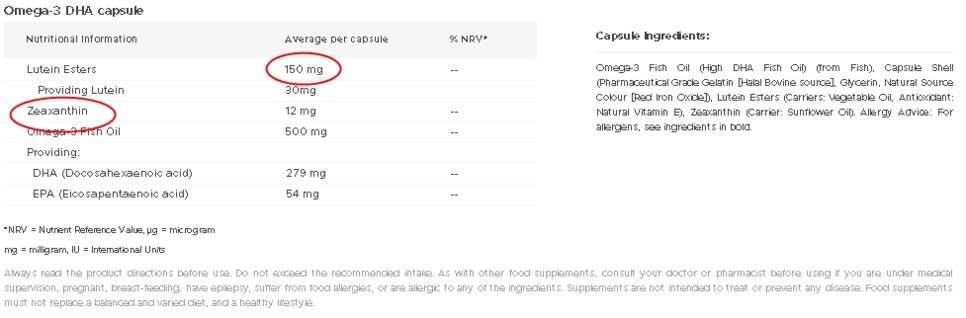 Omega-3 DHA capsule
Nutritional Information Average per capsule % NRV*
Lutein Esters 150 mg --
Providing Lutein 30mg
Zeaxanthin 12 mg --
Omega-3 Fish Oil 500 mg --
Providing:
DHA (Docosahexaenoic acid) 279 mg --
EPA (Eicosapentaenoic acid) 54 mg --
*NRV = Nutrient Reference Value, µg = microgram
mg = milligram, IU = International Units
Capsule Ingredients:
Omega-3 Fish Oil (High DHA Fish Oil) (from Fish), Capsule Shell
(Pharmaceutical Grade Gelatin [Halal Bovine source], Glycerin, Natural Source
Colour [Red Iron Oxide]), Lutein Esters (Carriers: Vegetable Oil, Antioxidant:
Natural Vitamin E), Zeaxanthin (Carrier: Sunflower Oil). Allergy Advice: For
allergens, see ingredients in bold.
Always read the product directions before use. Do not exceed the recommended intake. As with other food supplements, consult your doctor or pharmacist before using if you are under medical
supervision, pregnant, breast-feeding, have epilepsy, suffer from food allergies, or are allergic to any of the ingredients. Supplements are not intended to treat or prevent any disease. Food supplements
must not replace a balanced and varied diet, and a healthy lifestyle.